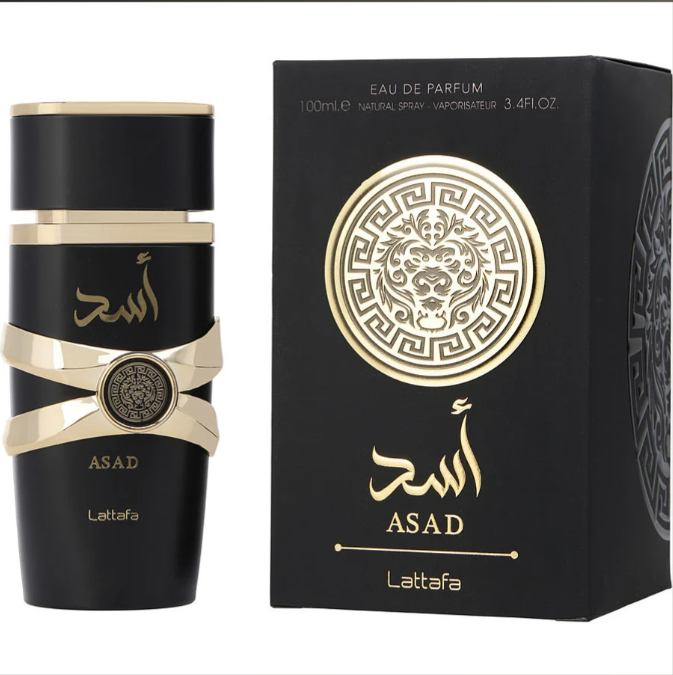 أسد
ASAD
Lattafa
EAU DE PARFUM
100ml.e NATURAL SPRAY - VAPORISATEUR 3.4FL.OZ.
أسد
ASAD
Lattafa